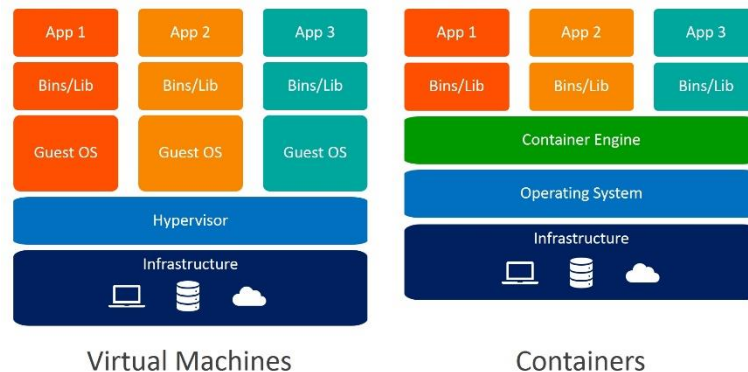 App 1
App 2
App 3
Bins/Lib
Bins/Lib
Bins/Lib
Guest OS
Guest OS
Guest OS
Hypervisor
Infrastructure
Virtual Machines
App 1
App 2
App 3
Bins/Lib
Bins/Lib
Bins/Lib
Container Engine
Operating System
Infrastructure
Containers